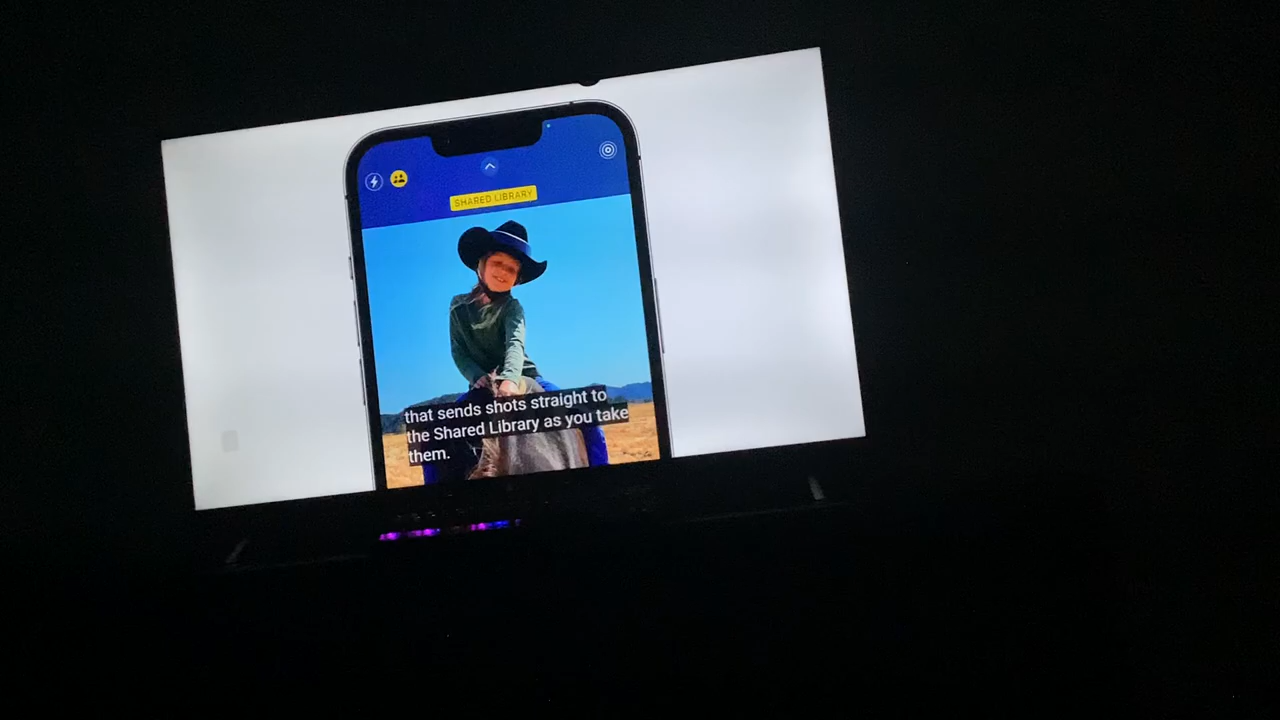 SHARED LIBRARY
that sends shots straight to
the Shared Library as you take
them.